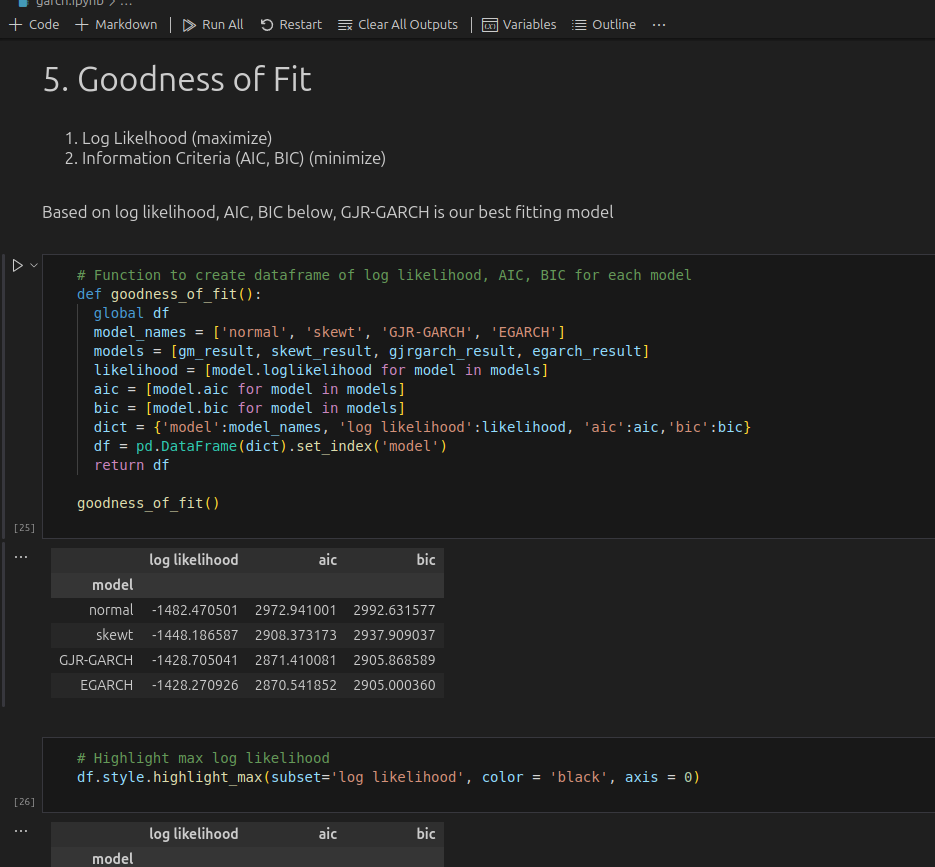 garch.ipynb > ...
+ Code + Markdown | Run All Restart Clear All Outputs | Variables Outline ...
5. Goodness of Fit
1. Log Likelhood (maximize)
2. Information Criteria (AIC, BIC) (minimize)
Based on log likelihood, AIC, BIC below, GJR-GARCH is our best fitting model
# Function to create dataframe of log likelihood, AIC, BIC for each model
def goodness_of_fit():
global df
model_names = ['normal', 'skewt', 'GJR-GARCH', 'EGARCH']
models = [gm_result, skewt_result, gjrgarch_result, egarch_result]
likelihood = [model.loglikelihood for model in models]
aic = [model.aic for model in models]
bic = [model.bic for model in models]
dict = {'model':model_names, 'log likelihood':likelihood, 'aic':aic,'bic':bic}
df = pd.DataFrame(dict).set_index('model')
return df
goodness_of_fit()
[25]
... log likelihood aic bic
model
normal -1482.470501 2972.941001 2992.631577
skewt -1448.186587 2908.373173 2937.909037
GJR-GARCH -1428.705041 2871.410081 2905.868589
EGARCH -1428.270926 2870.541852 2905.000360
# Highlight max log likelihood
df.style.highlight_max(subset='log likelihood', color = 'black', axis = 0)
[26]
... log likelihood aic bic
model